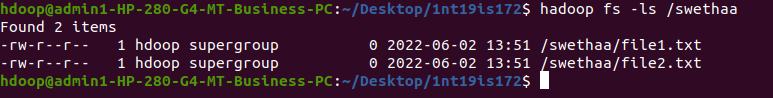 hdoop@admin1-HP-280-G4-MT-Business-PC:~/Desktop/1nt19is172$ hadoop fs -ls /swethaa
Found 2 items
-rw-r--r--   1 hdoop supergroup          0 2022-06-02 13:51 /swethaa/file1.txt
-rw-r--r--   1 hdoop supergroup          0 2022-06-02 13:51 /swethaa/file2.txt
hdoop@admin1-HP-280-G4-MT-Business-PC:~/Desktop/1nt19is172$